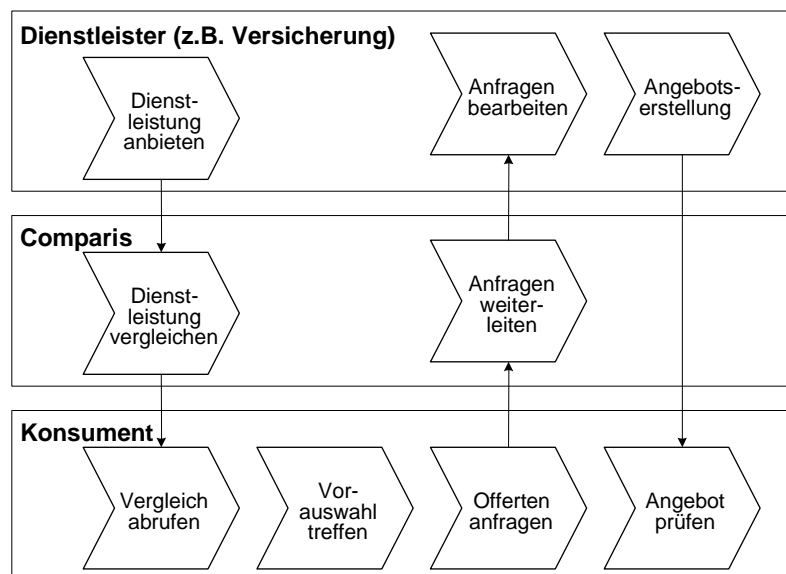 Dienstleister (z.B. Versicherung)
Dienst-
leistung
anbieten
Anfragen
bearbeiten
Angebots-
erstellung
Comparis
Dienst-
leistung
vergleichen
Anfragen
weiter-
leiten
Konsument
Vergleich
abrufen
Vor-
auswahl
treffen
Offerten
anfragen
Angebot
prüfen